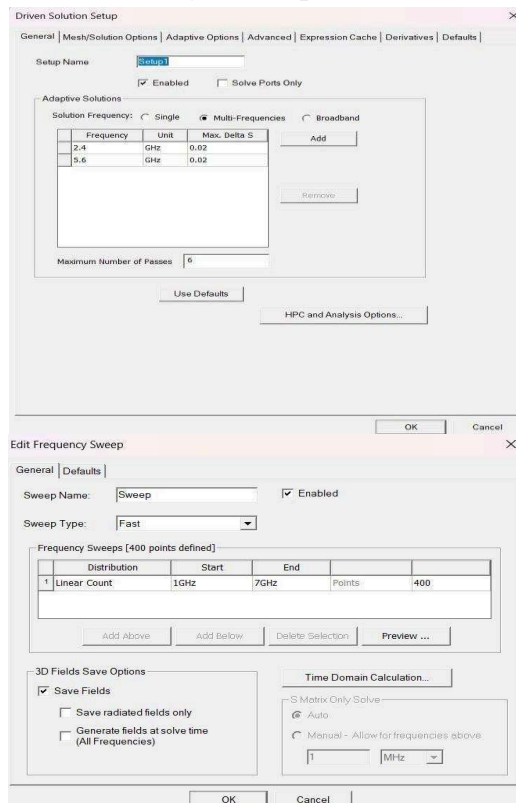 Driven Solution Setup
General Mesh/Solution Options Adaptive Options Advanced Expression Cache Derivatives Defaults
Setup Name Setup1
Enabled Solve Ports Only
Adaptive Solutions
Solution Frequency: Single Multi-Frequencies Broadband
Frequency Unit Max. Delta S Add
2.4 GHz 0.02
5.6 GHz 0.02
Remove
Maximum Number of Passes 6
Use Defaults
HPC and Analysis Options...
OK Cancel
Edit Frequency Sweep
General Defaults
Sweep Name: Sweep Enabled
Sweep Type: Fast
Frequency Sweeps [400 points defined]
Distribution Start End
1 Linear Count 1GHz 7GHz Points 400
Add Above Add Below Delete Selection Preview ...
3D Fields Save Options Time Domain Calculation...
Save Fields S Matrix Only Solve
Save radiated fields only Auto
Generate fields at solve time Manual - Allow for frequencies above
(All Frequencies) 1 MHz
OK Cancel